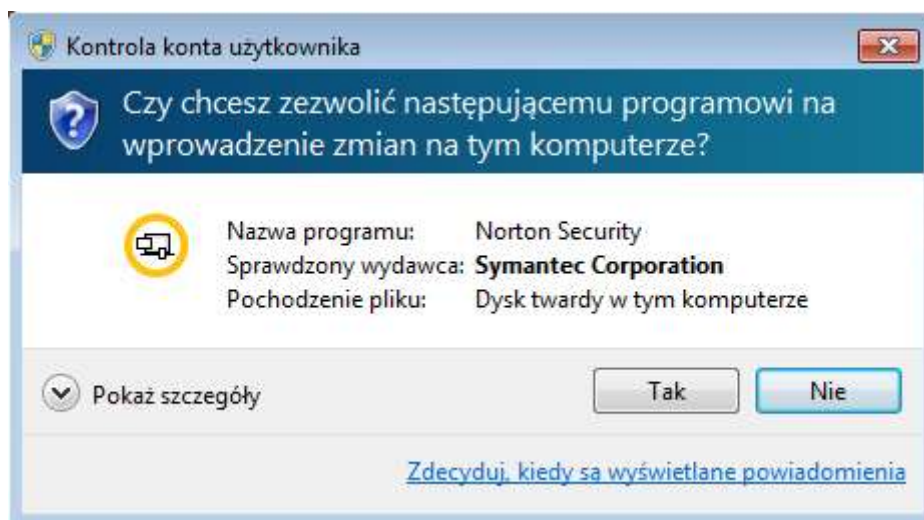 Kontrola konta użytkownika
Czy chcesz zezwolić następującemu programowi na
wprowadzenie zmian na tym komputerze?
Nazwa programu: Norton Security
Sprawdzony wydawca: Symantec Corporation
Pochodzenie pliku: Dysk twardy w tym komputerze
Pokaż szczegóły
Tak
Nie
Zdecyduj, kiedy są wyświetlane powiadomienia